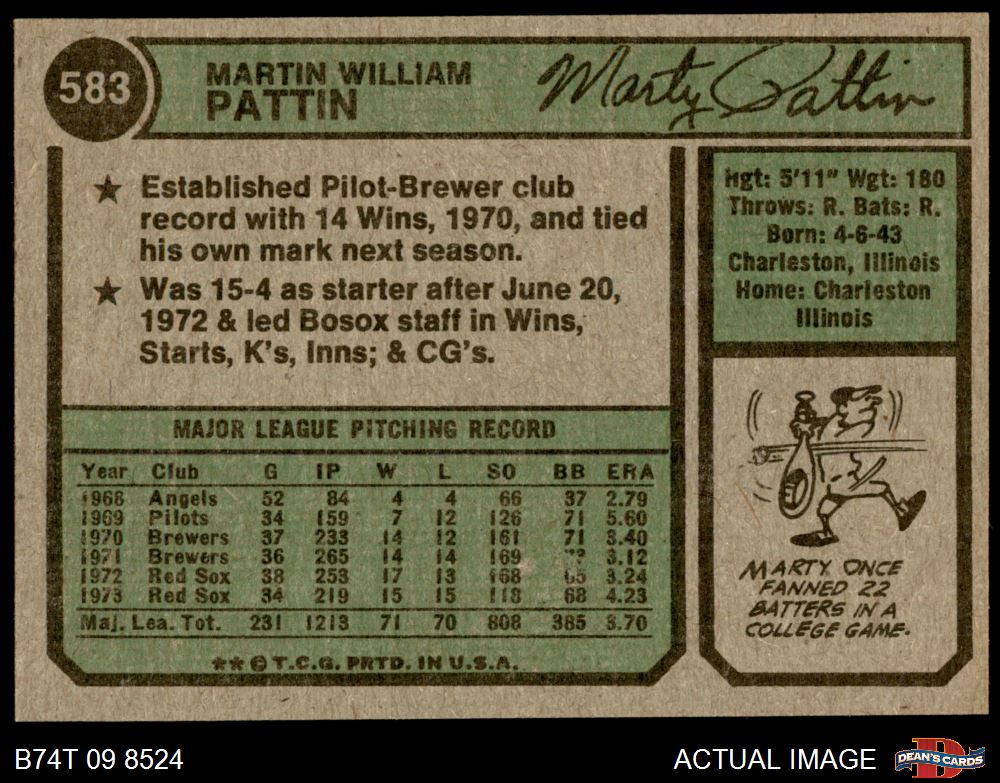 583
MARTIN WILLIAM
PATTIN
Marty Pattin
★ Established Pilot-Brewer club
record with 14 Wins, 1970, and tied
his own mark next season.
★ Was 15-4 as starter after June 20,
1972 & led Bosox staff in Wins,
Starts, K's, Inns; & CG's.
Hgt: 5'11" Wgt: 180
Throws: R. Bats: R.
Born: 4-6-43
Charleston, Illinois
Home: Charleston
Illinois
MAJOR LEAGUE PITCHING RECORD
Year Club G IP W L SO BB ERA
1968 Angels 52 84 4 4 66 37 2.79
1969 Pilots 34 159 7 12 126 71 5.60
1970 Brewers 37 233 14 12 161 71 3.40
1971 Brewers 36 265 14 14 169 3.12
1972 Red Sox 38 253 17 13 168 65 3.24
1973 Red Sox 34 219 15 15 118 68 4.23
Maj. Lea. Tot. 231 1213 71 70 808 385 3.70
**© T.C.G. PRTD. IN U.S.A.
MARTY ONCE
FANNED 22
BATTERS IN A
COLLEGE GAME.
B74T 09 8524
ACTUAL IMAGE
DEAN'S CARDS